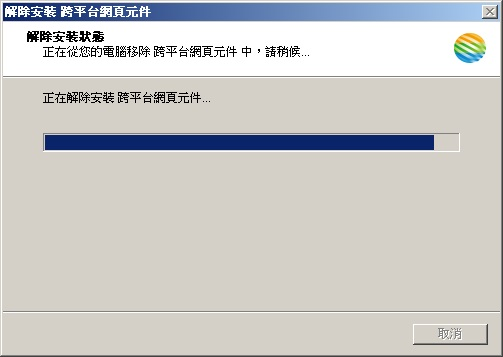 解除安裝 跨平台網頁元件
解除安裝狀態
正在從您的電腦移除 跨平台網頁元件 中，請稍候...
正在解除安裝 跨平台網頁元件...
取消